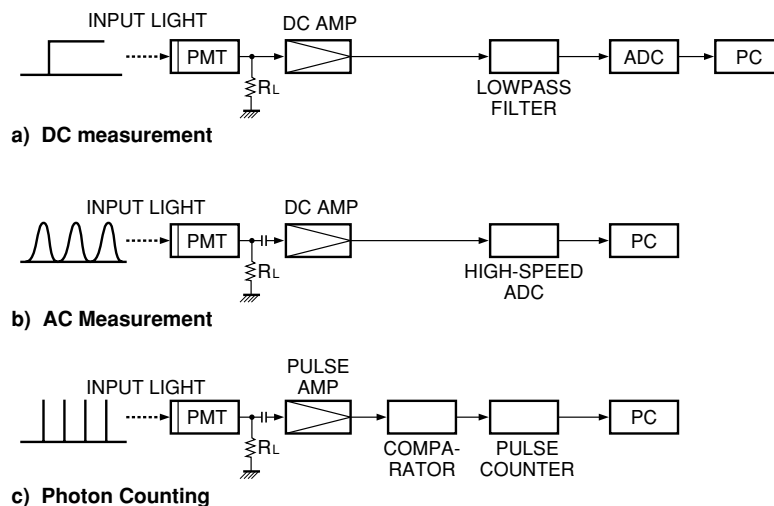 INPUT LIGHT
DC AMP
PMT
ADC
PC
RL
LOWPASS
FILTER
a) DC measurement
INPUT LIGHT
DC AMP
PMT
PC
RL
HIGH-SPEED
ADC
b) AC Measurement
PULSE
AMP
INPUT LIGHT
PMT
PC
RL
COMPA-
RATOR
PULSE
COUNTER
c) Photon Counting